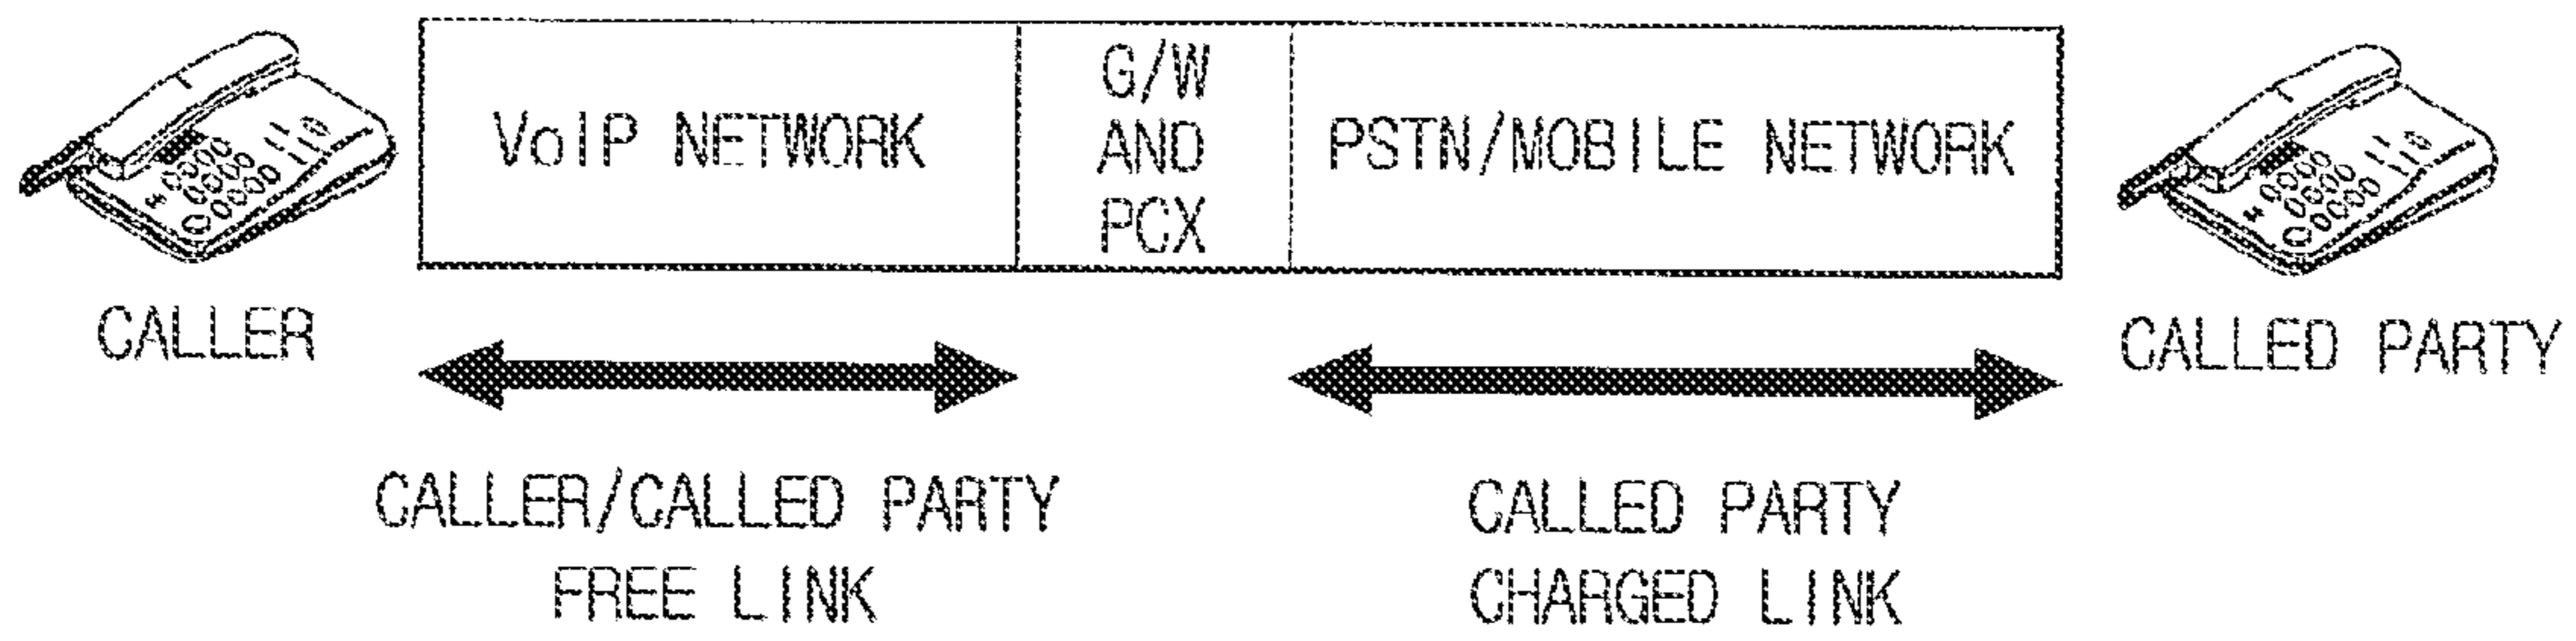 VoIP NETWORK
G/W
AND
PCX
PSTN/MOBILE NETWORK
CALLER
CALLED PARTY
CALLER/CALLED PARTY
FREE LINK
CALLED PARTY
CHARGED LINK